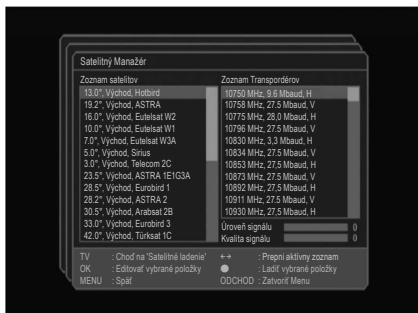 Satelitný Manažér
Zoznam satelitov
13.0°, Východ, Hotbird
19.2°, Východ, ASTRA
16.0°, Východ, Eutelsat W2
10.0°, Východ, Eutelsat W1
7.0°, Východ, Eutelsat W3A
5.0°, Východ, Sirius
3.0°, Východ, Telecom 2C
23.5°, Východ, ASTRA 1E1G3A
28.5°, Východ, Eurobird 1
28.2°, Východ, ASTRA 2
30.5°, Východ, Arabsat 2B
33.0°, Východ, Eurobird 3
42.0°, Východ, Türksat 1C
Zoznam Transpordérov
10750 MHz, 9.6 Mbaud, H
10758 MHz, 27.5 Mbaud, V
10775 MHz, 28,0 Mbaud, H
10796 MHz, 27.5 Mbaud, V
10830 MHz, 3,3 Mbaud, H
10834 MHz, 27.5 Mbaud, V
10853 MHz, 27,5 Mbaud, H
10873 MHz, 27.5 Mbaud, V
10892 MHz, 27,5 Mbaud, H
10911 MHz, 27.5 Mbaud, V
10930 MHz, 27,5 Mbaud, H
Úroveň signálu 0
Kvalita signálu 0
TV : Choď na 'Satelitné ladenie' ↔ : Prepni aktívny zoznam
OK : Editovať vybrané položky ● : Ladiť vybrané položky
MENU : Späť ODCHOD : Zatvoriť Menu